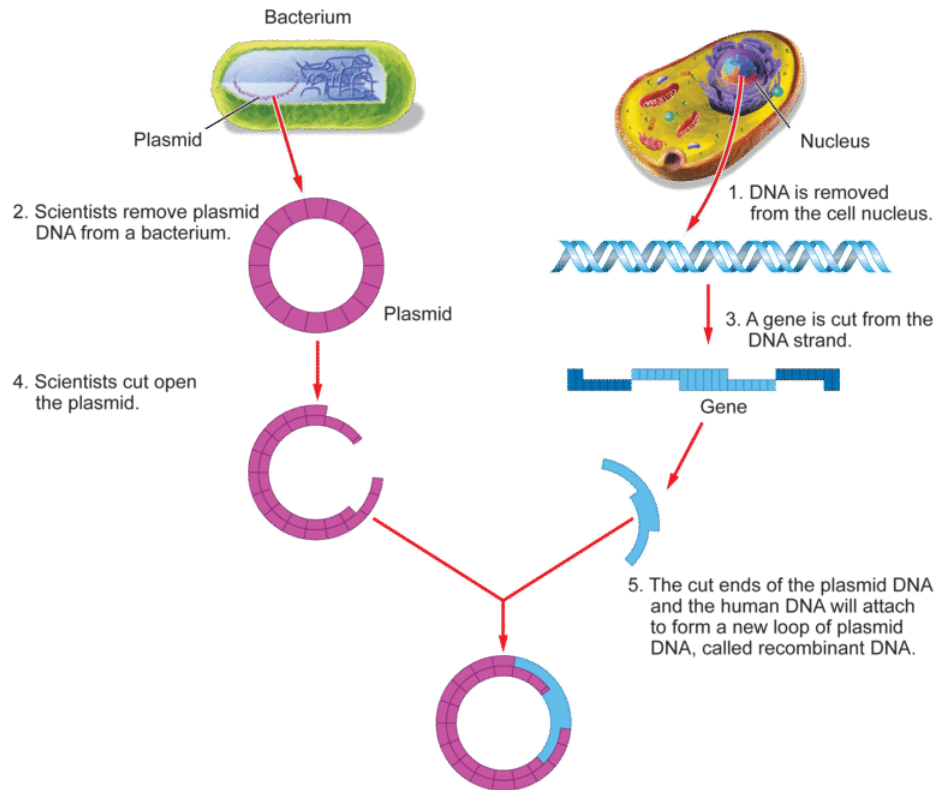 Bacterium
Plasmid
Nucleus
1. DNA is removed
from the cell nucleus.
2. Scientists remove plasmid
DNA from a bacterium.
Plasmid
3. A gene is cut from the
DNA strand.
4. Scientists cut open
the plasmid.
Gene
5. The cut ends of the plasmid DNA
and the human DNA will attach
to form a new loop of plasmid
DNA, called recombinant DNA.